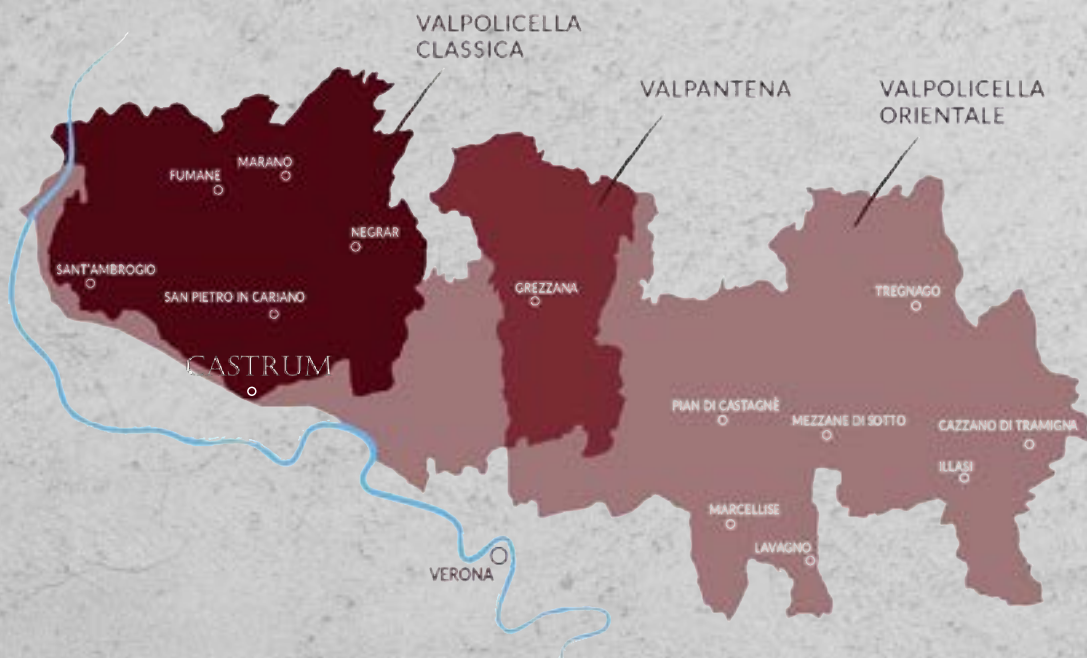 VALPOLICELLA
CLASSICA
VALPANTENA
VALPOLICELLA
ORIENTALE
MARANO
FUMANE
NEGRAR
SANT'AMBROGIO
SAN PIETRO IN CARIANO
GREZZANA
TREGNAGO
CASTRUM
PIAN DI CASTAGNÈ
MEZZANE DI SOTTO
CAZZANO DI TRAMIGNA
ILLASI
MARCELLISE
LAVAGNO
VERONA